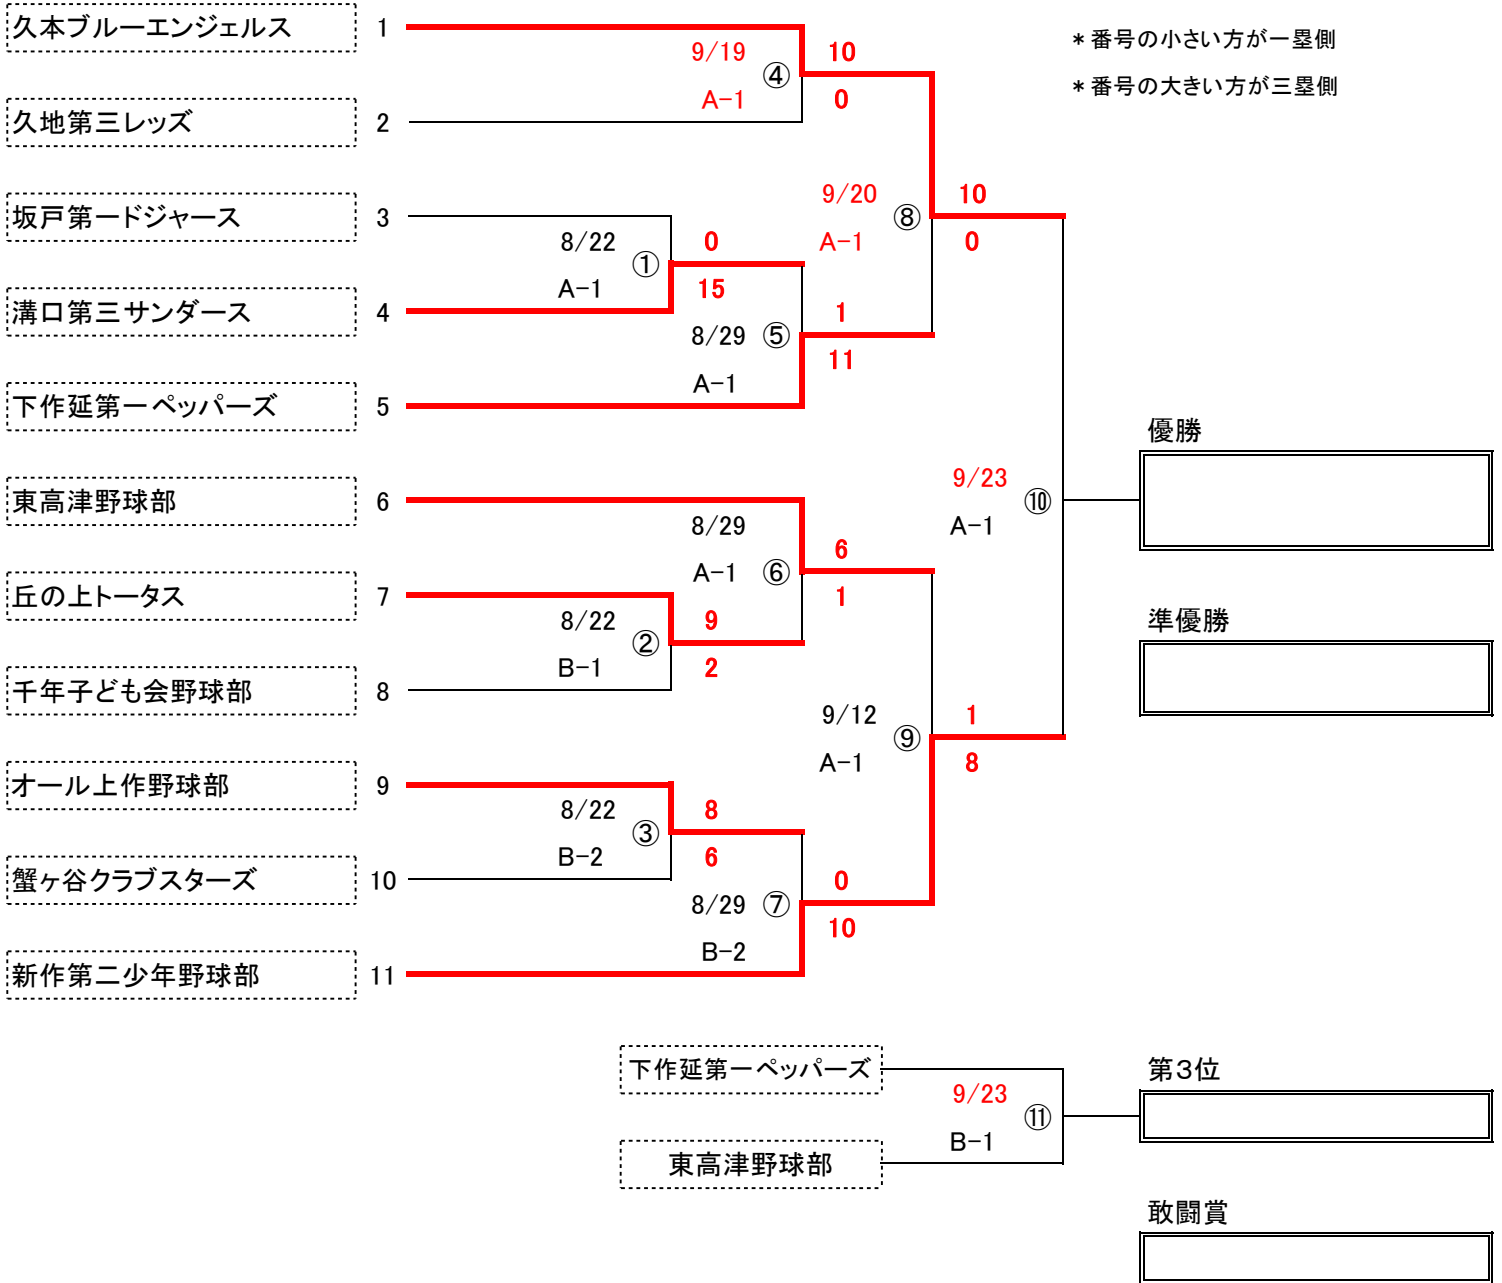 久本ブルーエンジェルス 1
9/19 ④ 10
A-1 0
＊番号の小さい方が一塁側
＊番号の大きい方が三塁側
久地第三レッズ 2
坂戸第一ドジャース 3
8/22 ① 0
A-1 15
9/20 ⑧ 10
A-1 0
溝口第三サンダース 4
8/29 ⑤ 1
A-1 11
下作延第一ペッパーズ 5
優勝
東高津野球部 6
9/23 ⑩
A-1
8/29 6
A-1 ⑥ 1
丘の上トータス 7
8/22 ② 9
B-1 2
準優勝
千年子ども会野球部 8
9/12 ⑨ 1
A-1 8
オール上作野球部 9
8/22 ③ 8
B-2 6
蟹ヶ谷クラブスターズ 10
8/29 ⑦ 0
B-2 10
新作第二少年野球部 11
下作延第一ペッパーズ
9/23 ⑪
B-1
東高津野球部
第３位
敢闘賞